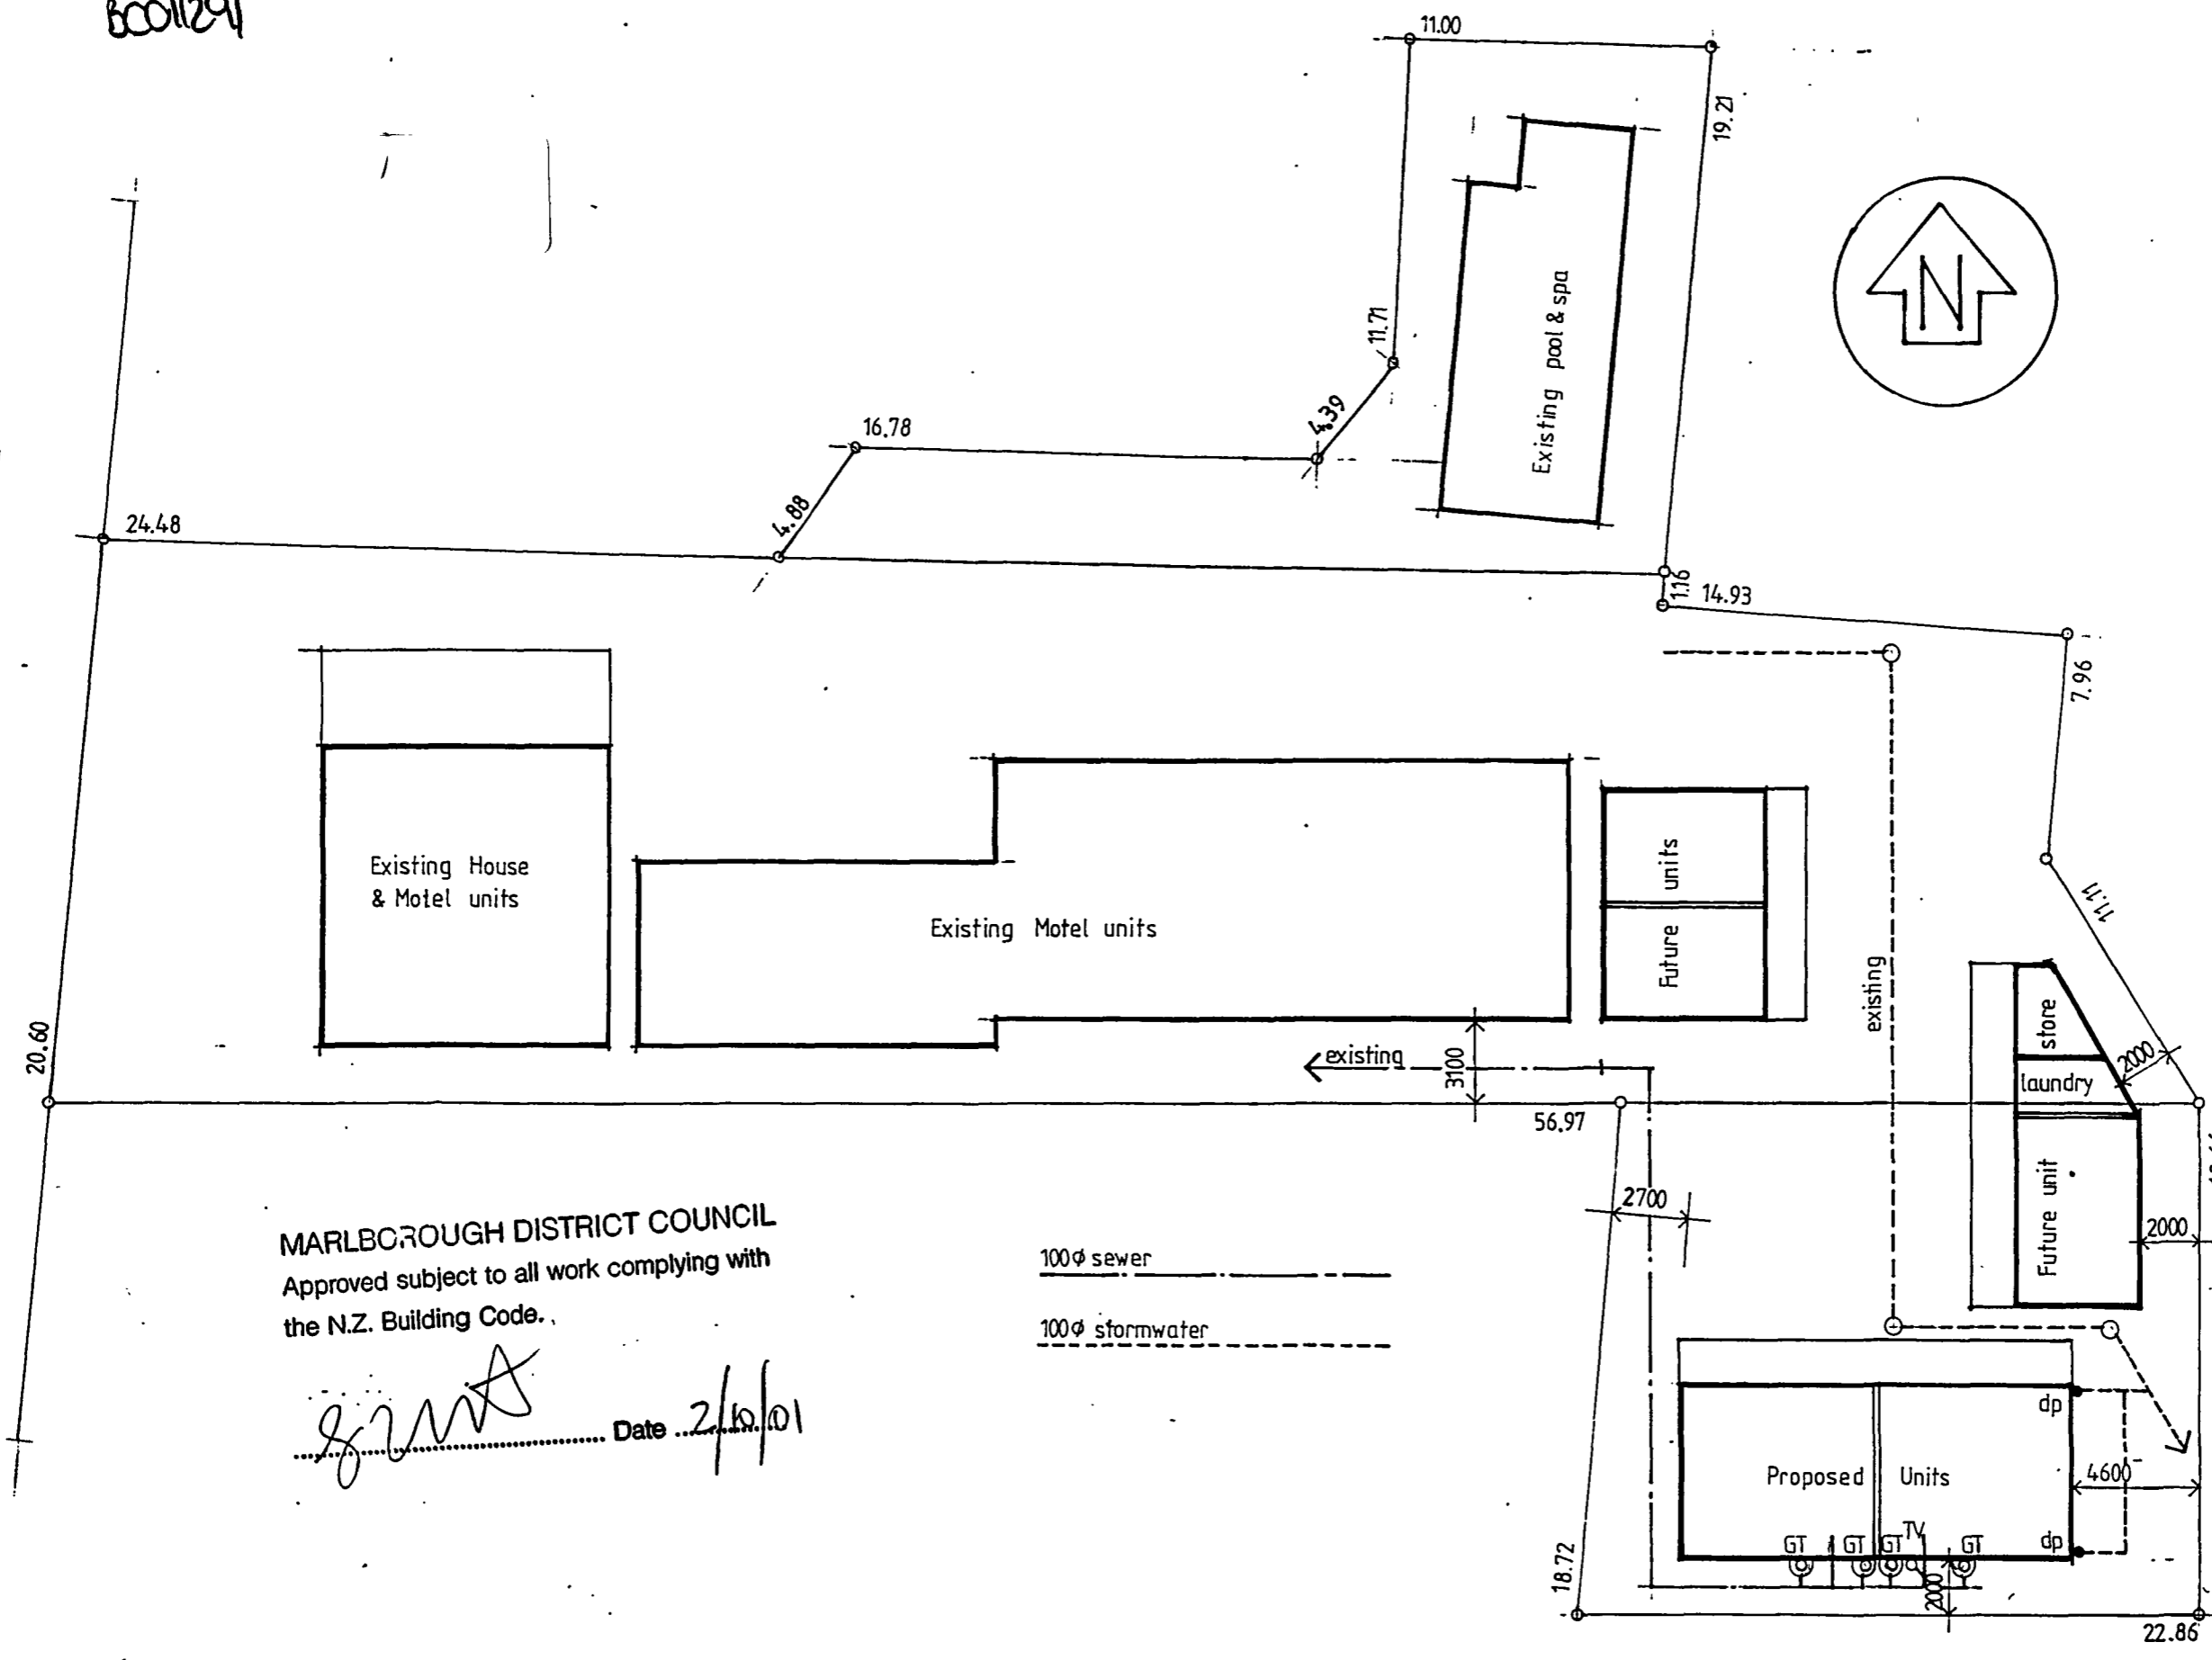 BC011291
11.00
19.21
N
11.71
Existing pool & spa
4.39
16.78
4.88
24.48
1.16
14.93
7.96
11.11
Existing House
& Motel units
Existing Motel units
Future units
existing
store
laundry
2000
20.60
existing
3100
56.97
2700
Future unit
2000
MARLBOROUGH DISTRICT COUNCIL
Approved subject to all work complying with
the N.Z. Building Code.
Date 2/10/01
100ϕ sewer
100ϕ stormwater
dp
Proposed Units
4600
GT GT GT TV GT
dp
18.72
2000
22.86